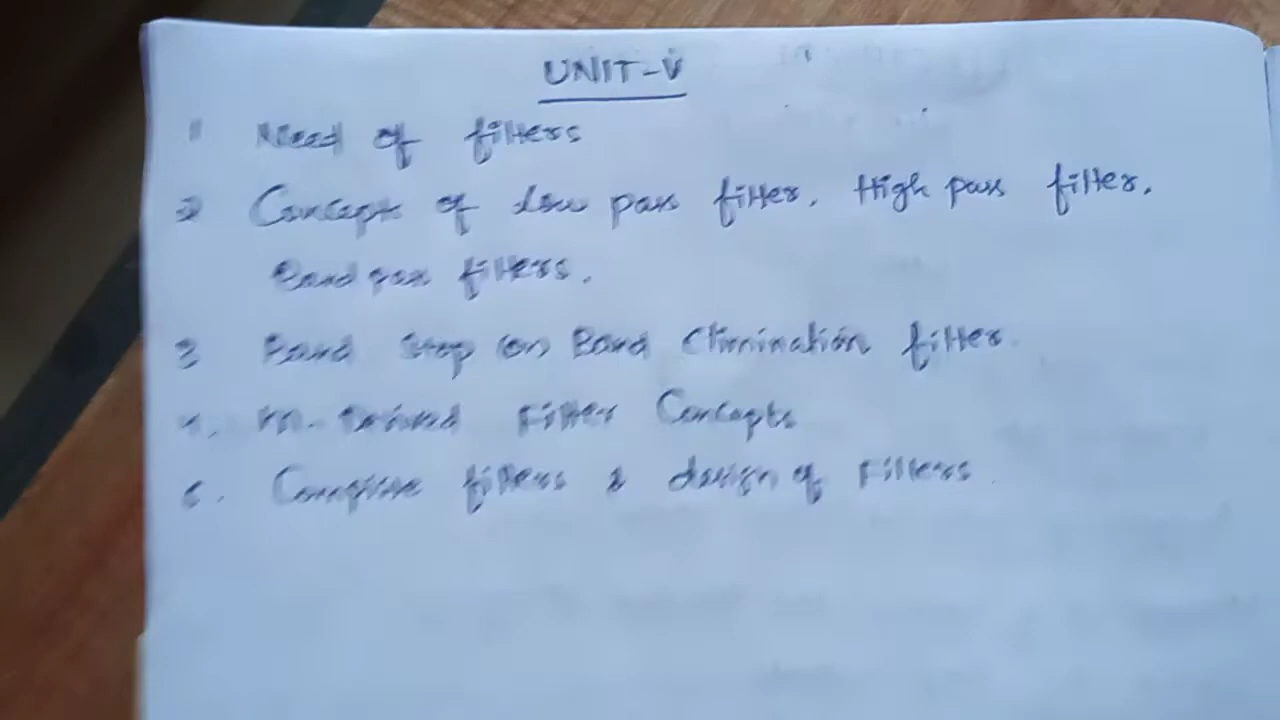 UNIT-V
1 Need of filters
2 Concepts of Low pass filter, High pass filter,
Band pass filters.
3 Band Stop (or) Band Elimination filter.
4. m-Derived Filter Concepts
5. Composite filters & design of Filters.